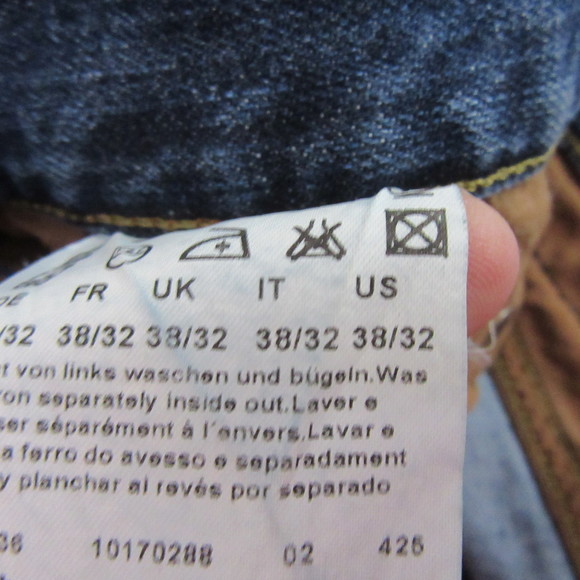 DE FR UK IT US
/32 38/32 38/32 38/32 38/32
t von links waschen und bügeln.Was
ron separately inside out.Laver e
ser séparément à l'envers.Lavar e
a ferro do avesso e separadament
y planchar al revés por separado
36 10170288 02 425